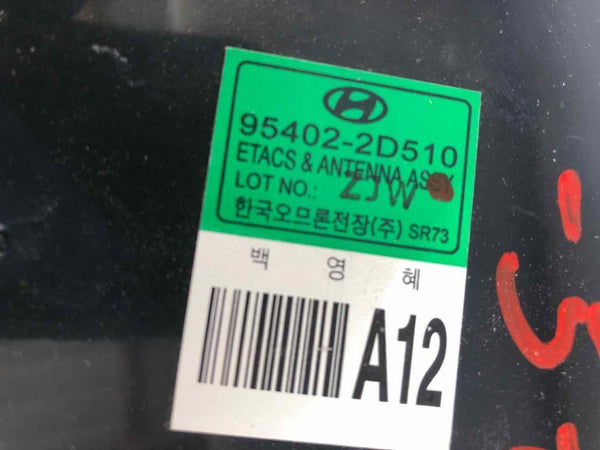 95402-2D510
ETACS & ANTENNA ASSY
LOT NO.: ZJW
한국오므론전장(주) SR73
백 영 혜
A12